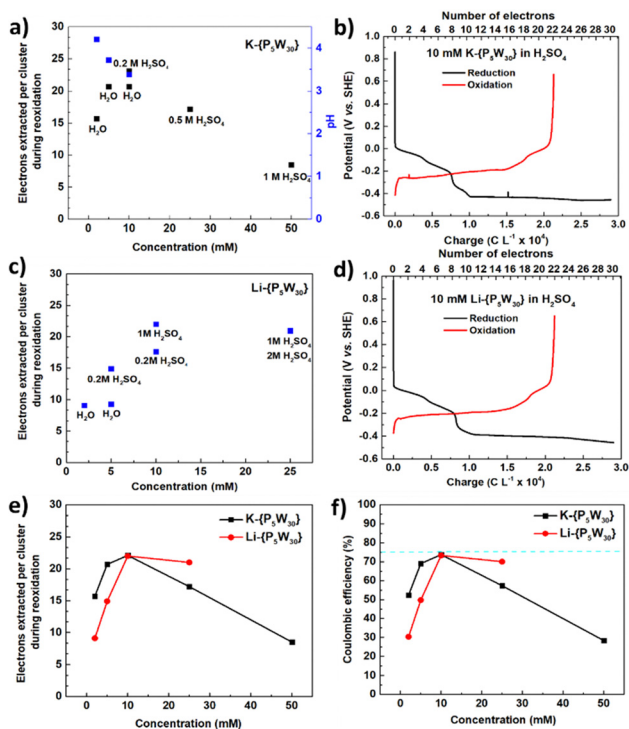 a)
K-{P₅W₃₀}
Electrons extracted per cluster
during reoxidation
30
25
20
15
10
5
0
0.2 M H₂SO₄
H₂O
H₂O
H₂O
0.5 M H₂SO₄
1 M H₂SO₄
4
3
2
1
0
pH
0 10 20 30 40 50
Concentration (mM)
b)
Number of electrons
0 2 4 6 8 10 12 14 16 18 20 22 24 26 28 30
1.0
0.8
0.6
0.4
0.2
0.0
-0.2
-0.4
-0.6
Potential (V vs. SHE)
10 mM K-{P₅W₃₀} in H₂SO₄
Reduction
Oxidation
0.0 0.5 1.0 1.5 2.0 2.5 3.0
Charge (C L⁻¹ x 10⁴)
c)
Li-{P₅W₃₀}
Electrons extracted per cluster
during reoxidation
30
25
20
15
10
5
0
1M H₂SO₄
0.2M H₂SO₄
0.2M H₂SO₄
H₂O
H₂O
1M H₂SO₄
2M H₂SO₄
0 5 10 15 20 25
Concentration (mM)
d)
Number of electrons
0 2 4 6 8 10 12 14 16 18 20 22 24 26 28 30
1.0
0.8
0.6
0.4
0.2
0.0
-0.2
-0.4
-0.6
Potential (V vs. SHE)
10 mM Li-{P₅W₃₀} in H₂SO₄
Reduction
Oxidation
0.0 0.5 1.0 1.5 2.0 2.5 3.0
Charge (C L⁻¹ x 10⁴)
e)
K-{P₅W₃₀}
Li-{P₅W₃₀}
Electrons extracted per cluster
during reoxidation
30
25
20
15
10
5
0
0 10 20 30 40 50
Concentration (mM)
f)
K-{P₅W₃₀}
Li-{P₅W₃₀}
Coulombic efficiency (%)
100
90
80
70
60
50
40
30
20
10
0
0 10 20 30 40 50
Concentration (mM)